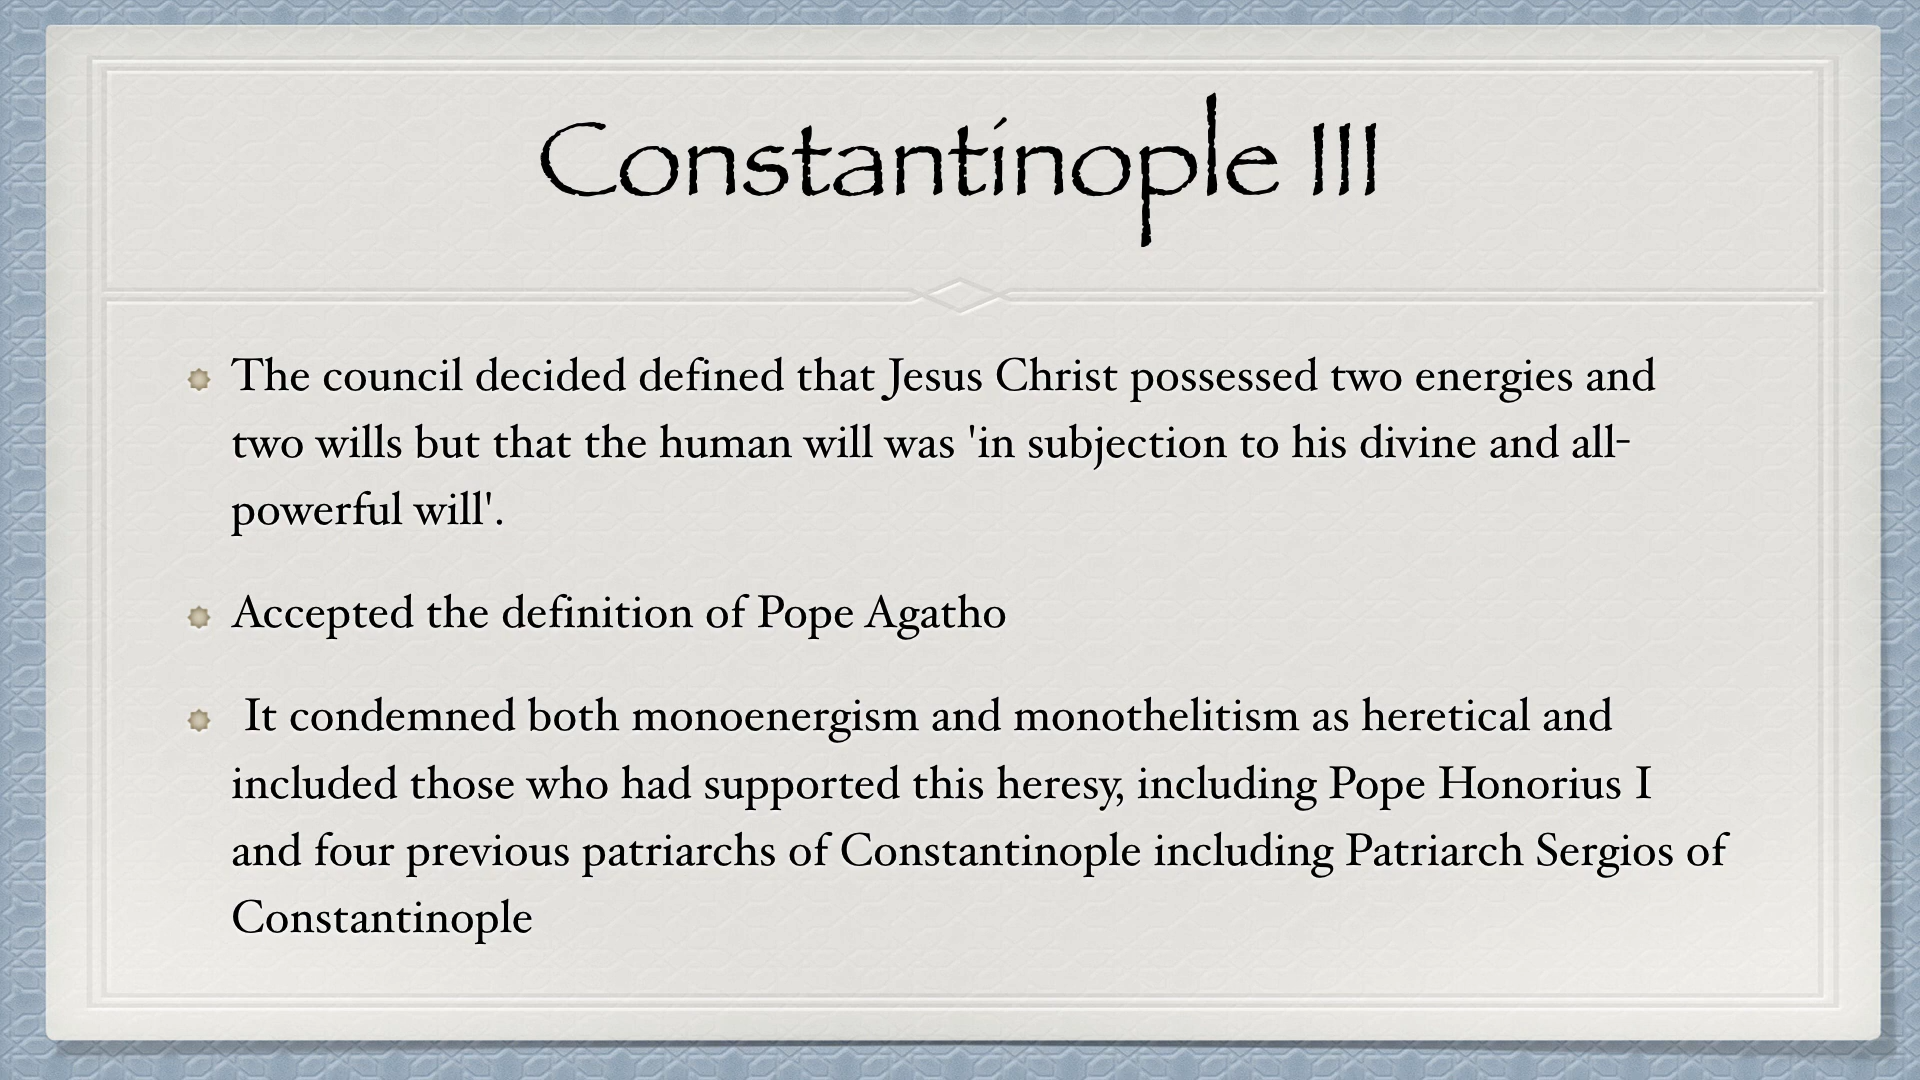 Constantinople III
The council decided defined that Jesus Christ possessed two energies and
two wills but that the human will was 'in subjection to his divine and all-
powerful will'.
Accepted the definition of Pope Agatho
It condemned both monoenergism and monothelitism as heretical and
included those who had supported this heresy, including Pope Honorius I
and four previous patriarchs of Constantinople including Patriarch Sergios of
Constantinople